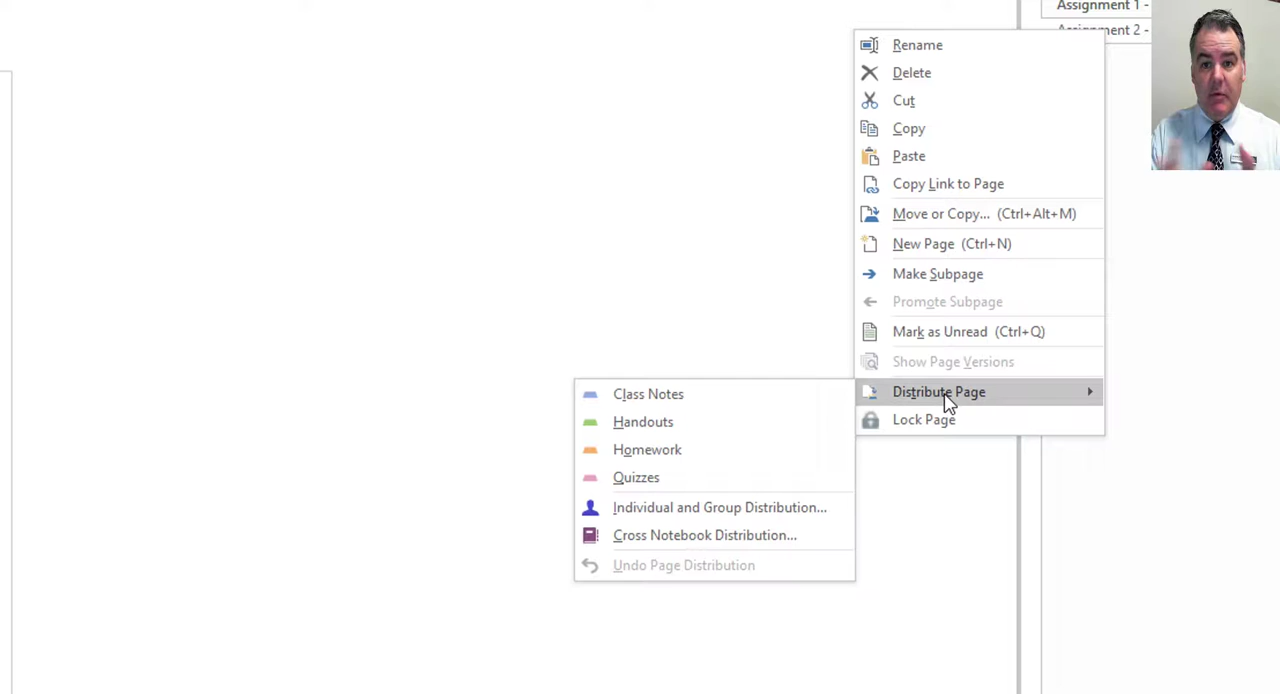 Assignment 1 -
Assignment 2 -
Rename
Delete
Cut
Copy
Paste
Copy Link to Page
Move or Copy... (Ctrl+Alt+M)
New Page (Ctrl+N)
Make Subpage
Promote Subpage
Mark as Unread (Ctrl+Q)
Show Page Versions
Distribute Page
Lock Page
Class Notes
Handouts
Homework
Quizzes
Individual and Group Distribution...
Cross Notebook Distribution...
Undo Page Distribution